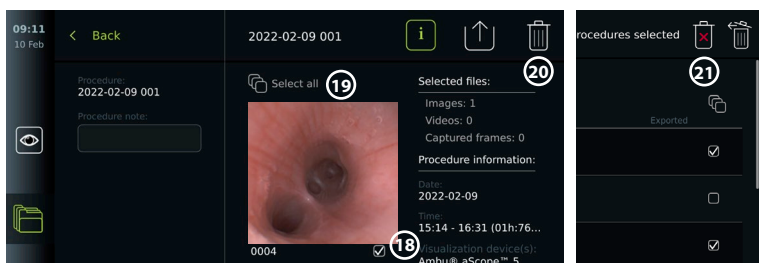 09:11
10 Feb
Back
2022-02-09 001
i
20
Procedure:
2022-02-09 001
Procedure note:
Select all
19
0004
18
Selected files:
Images: 1
Videos: 0
Captured frames: 0
Procedure information:
Date:
2022-02-09
Time:
15:14 - 16:31 (01h:76...
Visualization device(s):
Ambu® aScope™ 5
rocedures selected
21
Exported